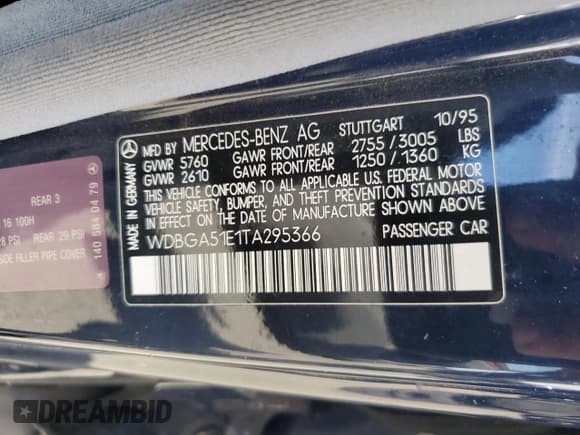 MFD BY MERCEDES-BENZ AG STUTTGART 10/95
GVWR 5760 GAWR FRONT/REAR 2755 / 3005 LBS
GVWR 2610 GAWR FRONT/REAR 1250 / 1360 KG
THIS VEHICLE CONFORMS TO ALL APPLICABLE U.S. FEDERAL MOTOR
VEHICLE SAFETY, BUMPER, AND THEFT PREVENTION STANDARDS
IN EFFECT ON THE DATE OF MANUFACTURE SHOWN ABOVE
WDBGA51E1TA295366 PASSENGER CAR
MADE IN GERMANY
REAR 3
16 100H
PSI REAR 29 PSI
SIDE FILLER PIPE COVER
140 584 04 79
DREAMBID